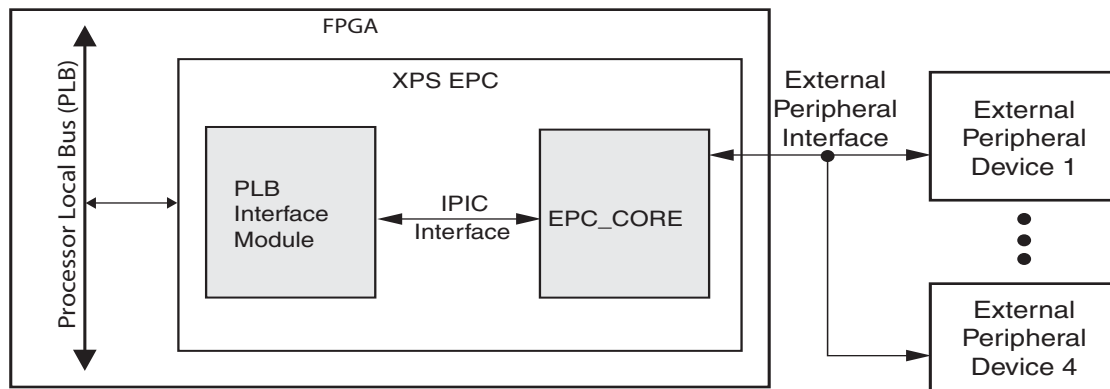 FPGA
Processor Local Bus (PLB)
XPS EPC
PLB
Interface
Module
IPIC
Interface
EPC_CORE
External
Peripheral
Interface
External
Peripheral
Device 1
External
Peripheral
Device 4